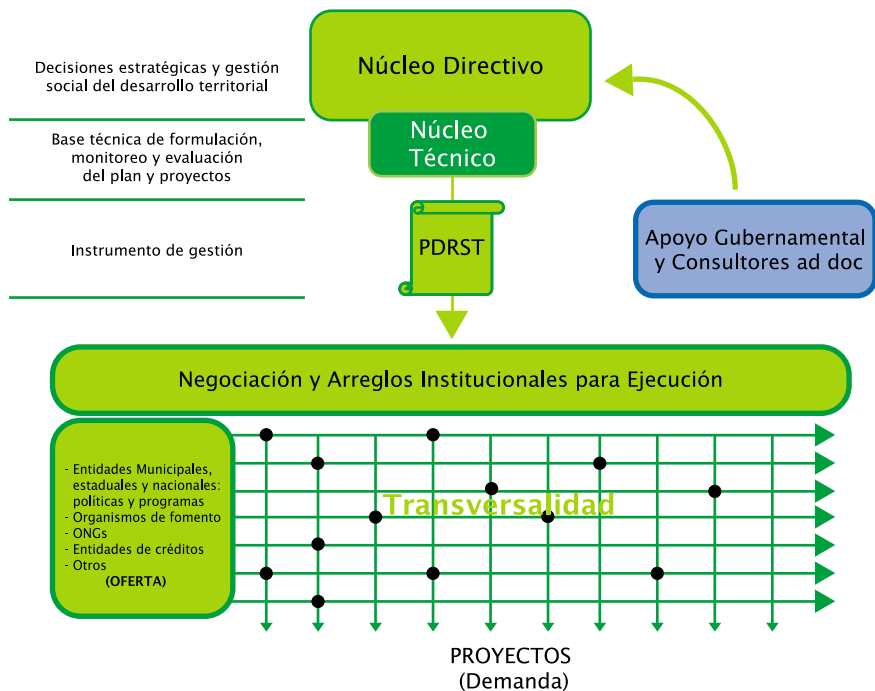 Decisiones estratégicas y gestión
social del desarrollo territorial
Núcleo Directivo
Base técnica de formulación,
monitoreo y evaluación
del plan y proyectos
Núcleo
Técnico
Instrumento de gestión
PDRST
Apoyo Gubernamental
y Consultores ad doc
Negociación y Arreglos Institucionales para Ejecución
- Entidades Municipales,
estaduales y nacionales:
políticas y programas
- Organismos de fomento
- ONGs
- Entidades de créditos
- Otros
(OFERTA)
Transversalidad
PROYECTOS
(Demanda)